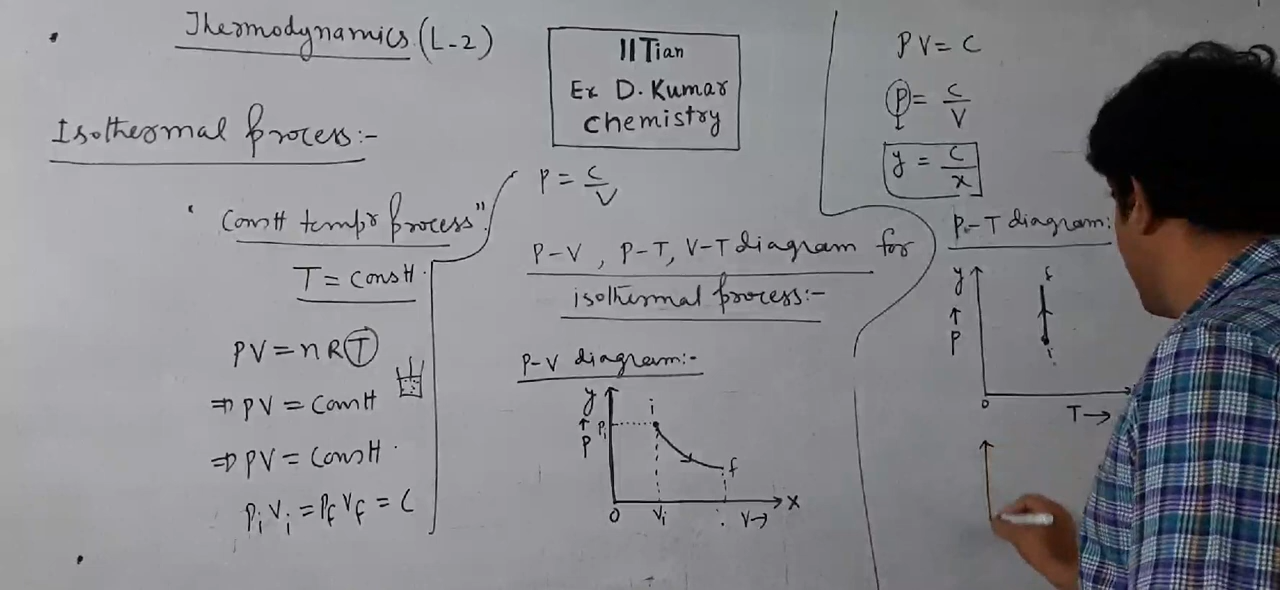 Thermodynamics (L-2)
IITian
Ex D. Kumar
Chemistry
Isothermal process:-
"Constt tempr process"
T = constt.
PV = nRT
⇒ PV = Constt
⇒ PV = Constt.
PiVi = PfVf = C
P = C/V
P-V, P-T, V-T diagram for
isothermal process:-
P-V diagram:-
y
↑
P
Pi
i
f
0
Vi
V→
X
PV = C
P = C/V
y = C/x
P-T diagram:
y
↑
P
f
i
0
T→